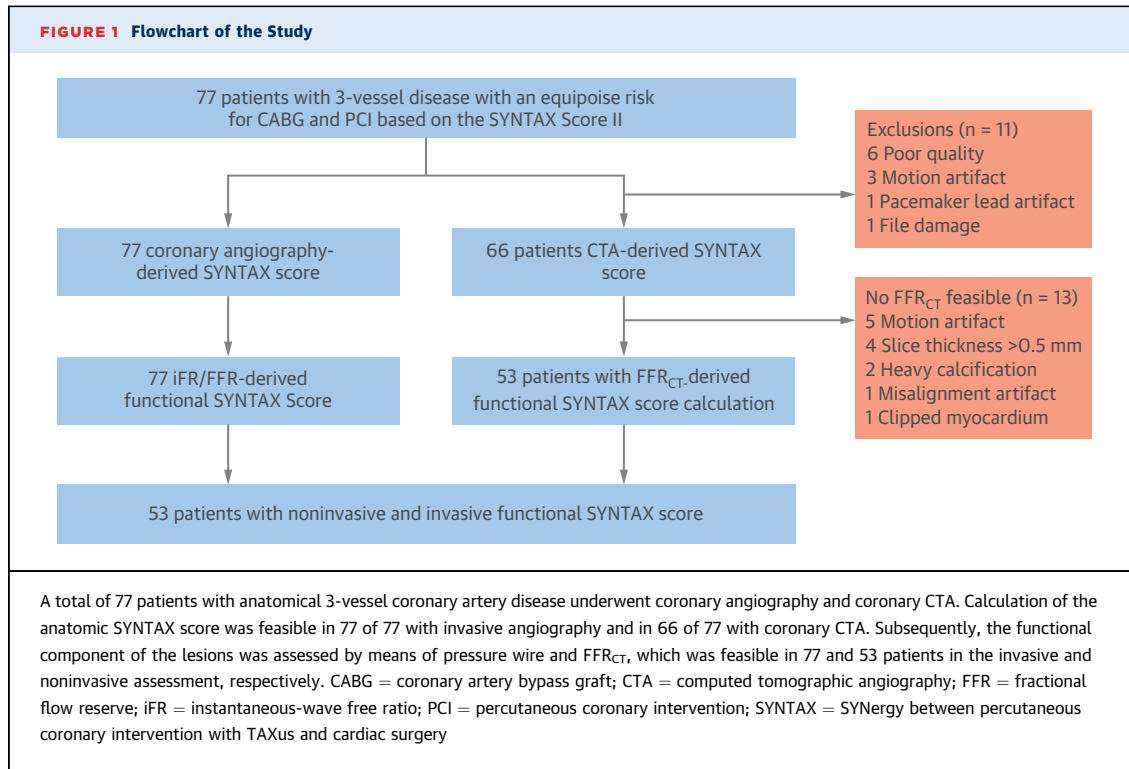 FIGURE 1 Flowchart of the Study
77 patients with 3-vessel disease with an equipoise risk
for CABG and PCI based on the SYNTAX Score II
Exclusions (n = 11)
6 Poor quality
3 Motion artifact
1 Pacemaker lead artifact
1 File damage
77 coronary angiography-
derived SYNTAX score
66 patients CTA-derived SYNTAX
score
No FFRCT feasible (n = 13)
5 Motion artifact
4 Slice thickness >0.5 mm
2 Heavy calcification
1 Misalignment artifact
1 Clipped myocardium
77 iFR/FFR-derived
functional SYNTAX Score
53 patients with FFRCT-derived
functional SYNTAX score calculation
53 patients with noninvasive and invasive functional SYNTAX score
A total of 77 patients with anatomical 3-vessel coronary artery disease underwent coronary angiography and coronary CTA. Calculation of the
anatomic SYNTAX score was feasible in 77 of 77 with invasive angiography and in 66 of 77 with coronary CTA. Subsequently, the functional
component of the lesions was assessed by means of pressure wire and FFRCT, which was feasible in 77 and 53 patients in the invasive and
noninvasive assessment, respectively. CABG = coronary artery bypass graft; CTA = computed tomographic angiography; FFR = fractional
flow reserve; iFR = instantaneous-wave free ratio; PCI = percutaneous coronary intervention; SYNTAX = SYNergy between percutaneous
coronary intervention with TAXus and cardiac surgery